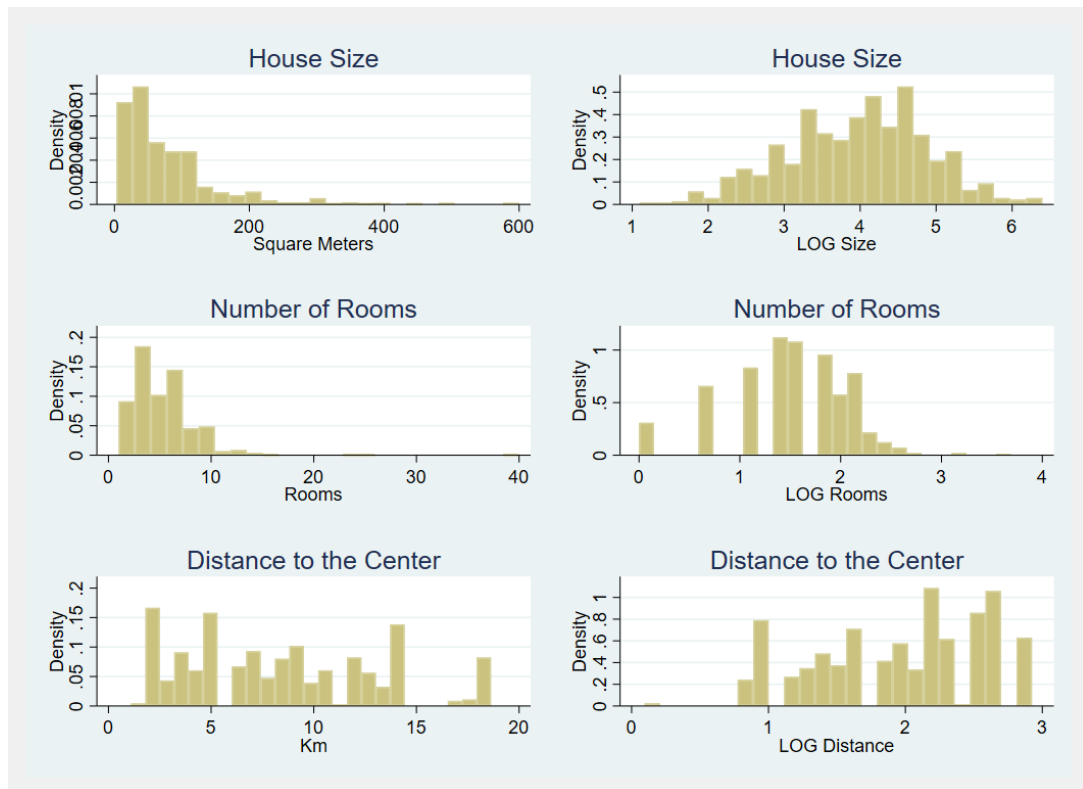 House Size
Density
0 200 400 600
Square Meters
House Size
Density
0 .1 .2 .3 .4 .5
1 2 3 4 5 6
LOG Size
Number of Rooms
Density
0 .05 .1 .15 .2
0 10 20 30 40
Rooms
Number of Rooms
Density
0 .5 1
0 1 2 3 4
LOG Rooms
Distance to the Center
Density
0 .05 .1 .15 .2
0 5 10 15 20
Km
Distance to the Center
Density
0 .2 .4 .6 .8 1
0 1 2 3
LOG Distance